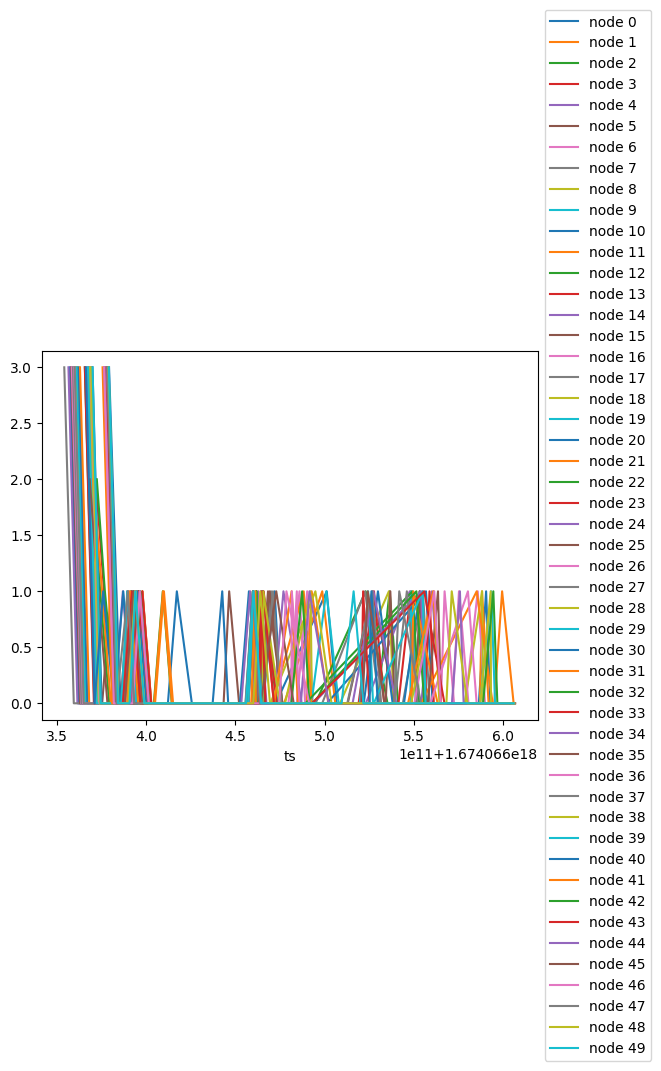 3.0
2.5
2.0
1.5
1.0
0.5
0.0
3.5 4.0 4.5 5.0 5.5 6.0
1e11+1.674066e18
ts
node 0
node 1
node 2
node 3
node 4
node 5
node 6
node 7
node 8
node 9
node 10
node 11
node 12
node 13
node 14
node 15
node 16
node 17
node 18
node 19
node 20
node 21
node 22
node 23
node 24
node 25
node 26
node 27
node 28
node 29
node 30
node 31
node 32
node 33
node 34
node 35
node 36
node 37
node 38
node 39
node 40
node 41
node 42
node 43
node 44
node 45
node 46
node 47
node 48
node 49